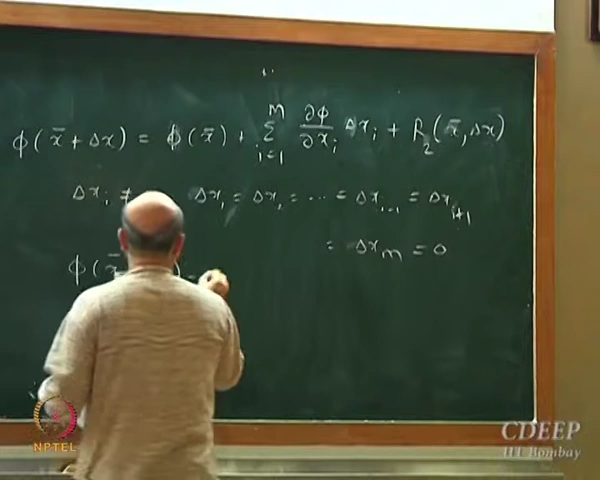 ϕ(x̄ + Δx) = ϕ(x̄) + Σ_{i=1}^{M} ∂ϕ/∂x_i Δx_i + R_2(x̄, Δx)
Δx_i ≠ Δx_1 = Δx_2 = ... = Δx_{i-1} = Δx_{i+1}
= Δx_m = 0
ϕ(x̄
NPTEL
CDEEP
IIT Bombay